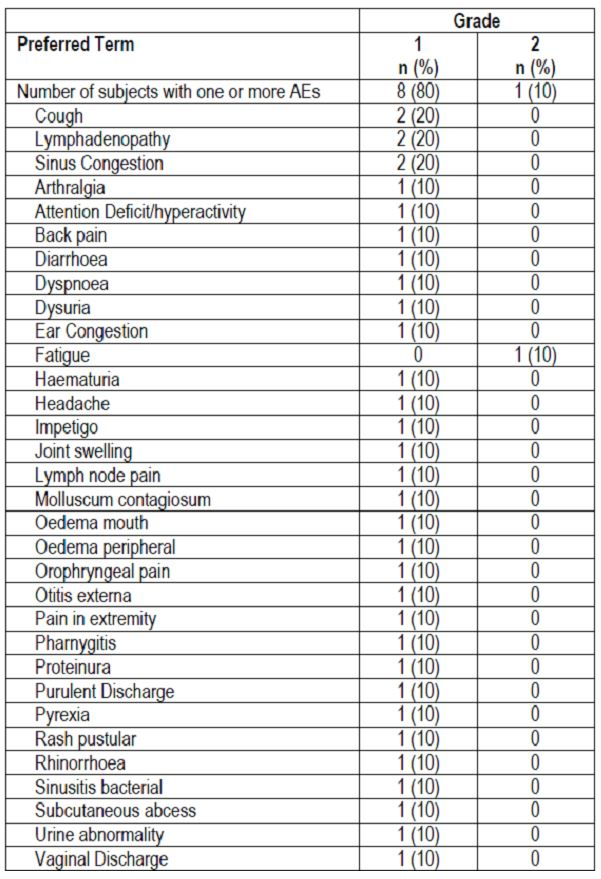 Grade
Preferred Term 1 2
n (%) n (%)
Number of subjects with one or more AEs 8 (80) 1 (10)
Cough 2 (20) 0
Lymphadenopathy 2 (20) 0
Sinus Congestion 2 (20) 0
Arthralgia 1 (10) 0
Attention Deficit/hyperactivity 1 (10) 0
Back pain 1 (10) 0
Diarrhoea 1 (10) 0
Dyspnoea 1 (10) 0
Dysuria 1 (10) 0
Ear Congestion 1 (10) 0
Fatigue 0 1 (10)
Haematuria 1 (10) 0
Headache 1 (10) 0
Impetigo 1 (10) 0
Joint swelling 1 (10) 0
Lymph node pain 1 (10) 0
Molluscum contagiosum 1 (10) 0
Oedema mouth 1 (10) 0
Oedema peripheral 1 (10) 0
Orophryngeal pain 1 (10) 0
Otitis externa 1 (10) 0
Pain in extremity 1 (10) 0
Pharnygitis 1 (10) 0
Proteinura 1 (10) 0
Purulent Discharge 1 (10) 0
Pyrexia 1 (10) 0
Rash pustular 1 (10) 0
Rhinorrhoea 1 (10) 0
Sinusitis bacterial 1 (10) 0
Subcutaneous abcess 1 (10) 0
Urine abnormality 1 (10) 0
Vaginal Discharge 1 (10) 0